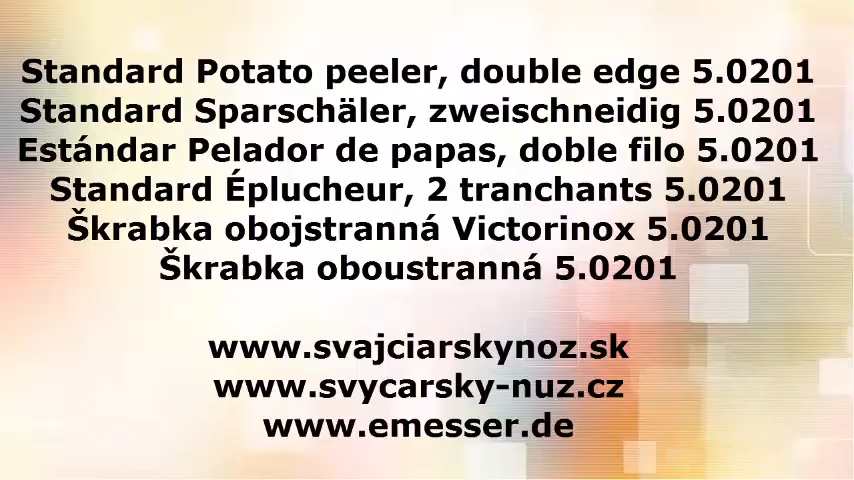 Standard Potato peeler, double edge 5.0201
Standard Sparschäler, zweischneidig 5.0201
Estándar Pelador de papas, doble filo 5.0201
Standard Éplucheur, 2 tranchants 5.0201
Škrabka obojstranná Victorinox 5.0201
Škrabka oboustranná 5.0201
www.svajciarskynoz.sk
www.svycarsky-nuz.cz
www.emesser.de